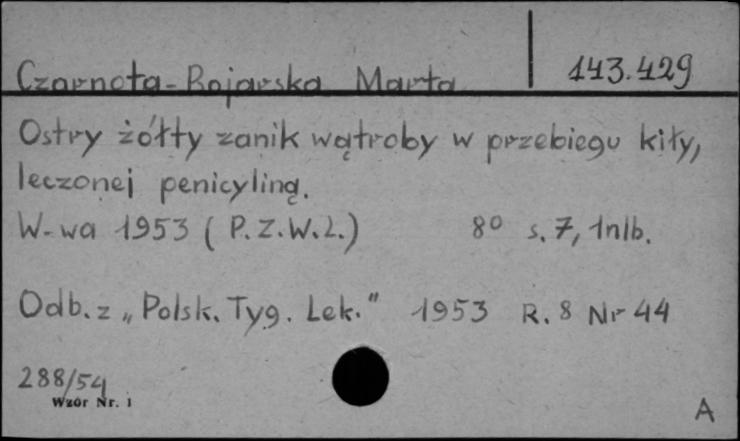 Czarnota-Bojarska Marta 143.429
Ostry żółty zanik wątroby w przebiegu kiły,
leczonej penicyliną.
W-wa 1953 (P.Z.W.L.) 8° s. 7, 1nlb.
Odb. z „Polsk. Tyg. Lek.” 1953 R. 8 Nr 44
288/54
Wzór Nr. 1
A